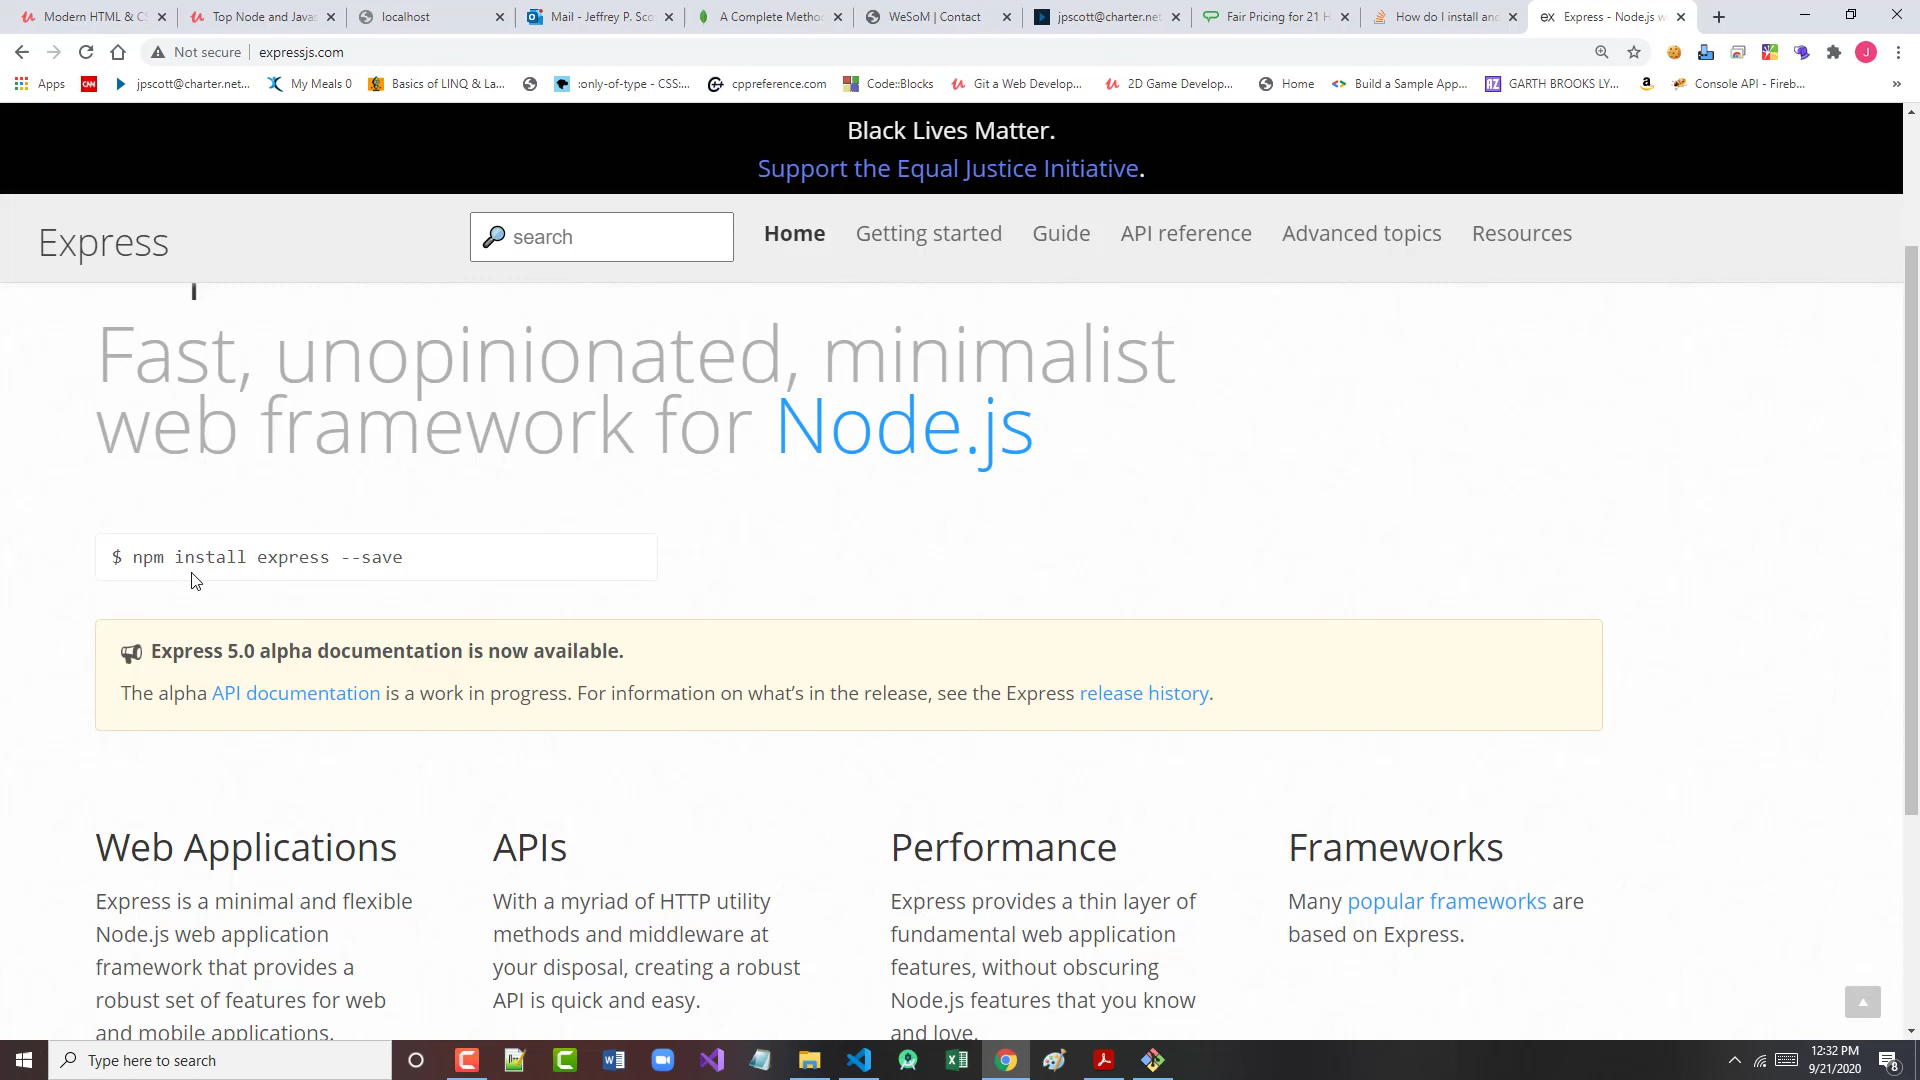 Modern HTML & CS
Top Node and Javas
localhost
Mail - Jeffrey P. Sco
A Complete Metho
WeSoM | Contact
jpscott@charter.net
Fair Pricing for 21 H
How do I install and
ex Express - Node.js w
Not secure | expressjs.com
J
Apps
CNN
jpscott@charter.net...
My Meals 0
Basics of LINQ & La...
:only-of-type - CSS:...
cppreference.com
Code::Blocks
Git a Web Develop...
2D Game Develop...
Home
Build a Sample App...
AZ GARTH BROOKS LY...
Console API - Fireb...
»
Black Lives Matter.
Support the Equal Justice Initiative.
Express
search
Home
Getting started
Guide
API reference
Advanced topics
Resources
Fast, unopinionated, minimalist
web framework for Node.js
$ npm install express --save
Express 5.0 alpha documentation is now available.
The alpha API documentation is a work in progress. For information on what's in the release, see the Express release history.
Web Applications
Express is a minimal and flexible
Node.js web application
framework that provides a
robust set of features for web
and mobile applications.
APIs
With a myriad of HTTP utility
methods and middleware at
your disposal, creating a robust
API is quick and easy.
Performance
Express provides a thin layer of
fundamental web application
features, without obscuring
Node.js features that you know
and love.
Frameworks
Many popular frameworks are
based on Express.
Type here to search
12:32 PM
9/21/2020
8